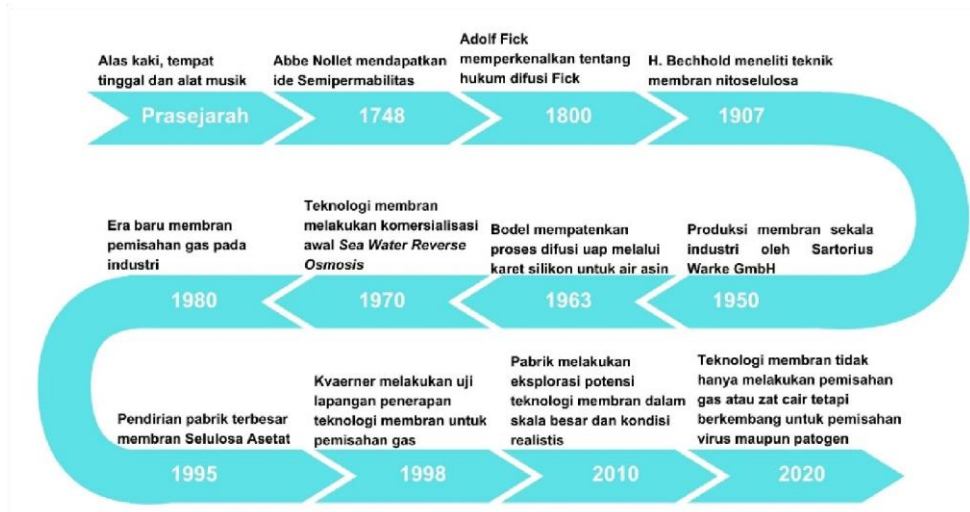 Alas kaki, tempat
tinggal dan alat musik
Prasejarah
Abbe Nollet mendapatkan
ide Semipermabilitas
1748
Adolf Fick
memperkenalkan tentang
hukum difusi Fick
1800
H. Bechhold meneliti teknik
membran nitoselulosa
1907
Produksi membran sekala
industri oleh Sartorius
Warke GmbH
1950
Bodel mempatenkan
proses difusi uap melalui
karet silikon untuk air asin
1963
Teknologi membran
melakukan komersialisasi
awal Sea Water Reverse
Osmosis
1970
Era baru membran
pemisahan gas pada
industri
1980
Pendirian pabrik terbesar
membran Selulosa Asetat
1995
Kvaerner melakukan uji
lapangan penerapan
teknologi membran untuk
pemisahan gas
1998
Pabrik melakukan
eksplorasi potensi
teknologi membran dalam
skala besar dan kondisi
realistis
2010
Teknologi membran tidak
hanya melakukan pemisahan
gas atau zat cair tetapi
berkembang untuk pemisahan
virus maupun patogen
2020